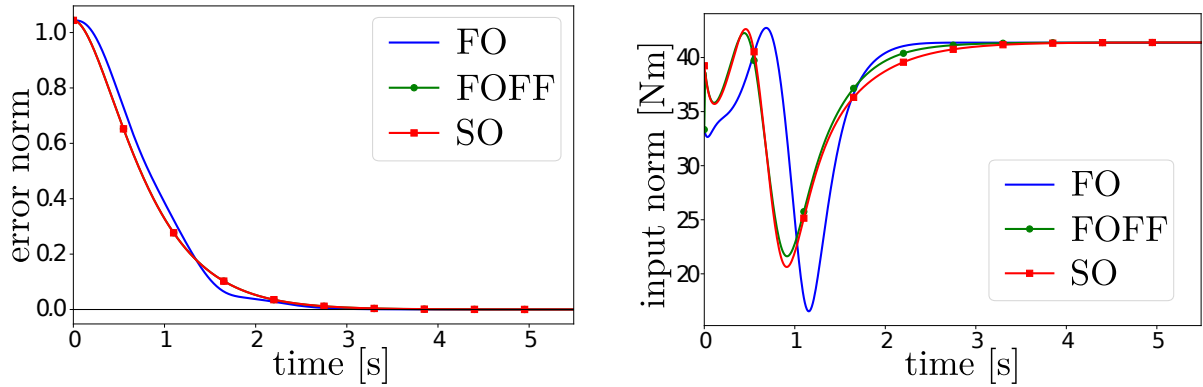 error norm
1.0
0.8
0.6
0.4
0.2
0.0
FO
FOFF
SO
0 1 2 3 4 5
time [s]
input norm [Nm]
40
35
30
25
20
FO
FOFF
SO
0 1 2 3 4 5
time [s]